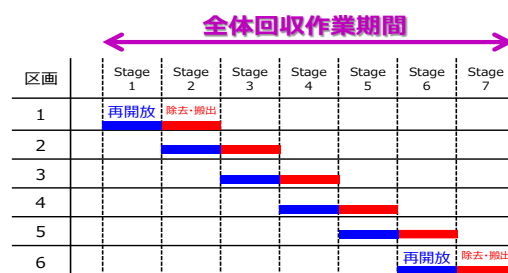 全体回収作業期間
区画 Stage 1 Stage 2 Stage 3 Stage 4 Stage 5 Stage 6 Stage 7
1 再開放 除去・搬出
2
3
4
5
6 再開放 除去・搬出